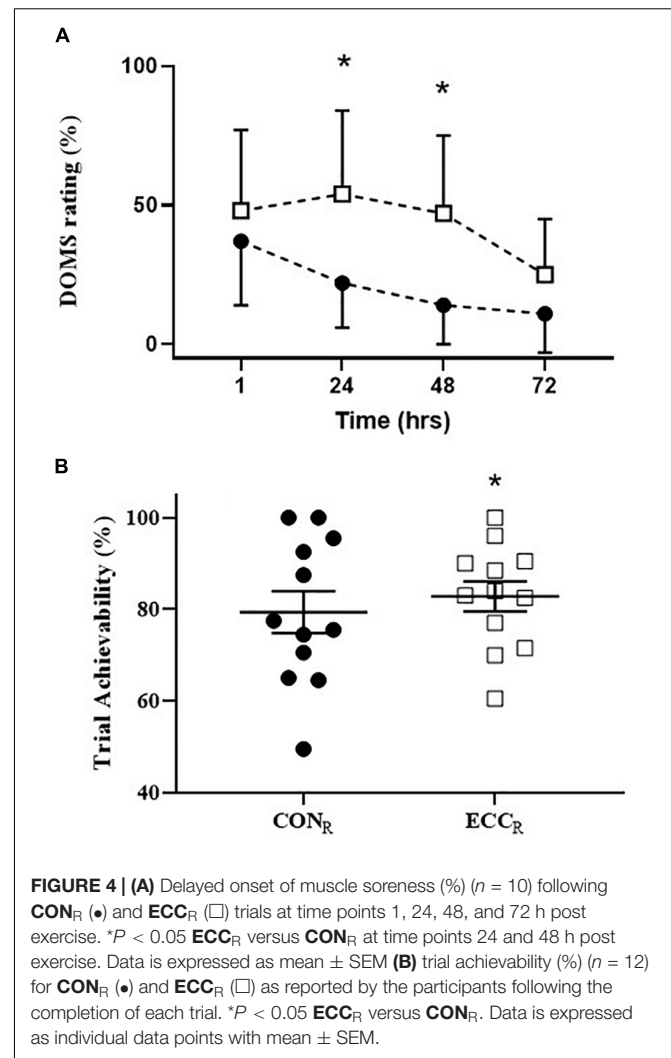 A
100
50
0
DOMS rating (%)
* *
1 24 48 72
Time (hrs)
B
100
80
60
40
Trial Achievability (%)
*
CONR ECCR
FIGURE 4 | (A) Delayed onset of muscle soreness (%) (n = 10) following
CONR (●) and ECCR (□) trials at time points 1, 24, 48, and 72 h post
exercise. *P < 0.05 ECCR versus CONR at time points 24 and 48 h post
exercise. Data is expressed as mean ± SEM (B) trial achievability (%) (n = 12)
for CONR (●) and ECCR (□) as reported by the participants following the
completion of each trial. *P < 0.05 ECCR versus CONR. Data is expressed
as individual data points with mean ± SEM.